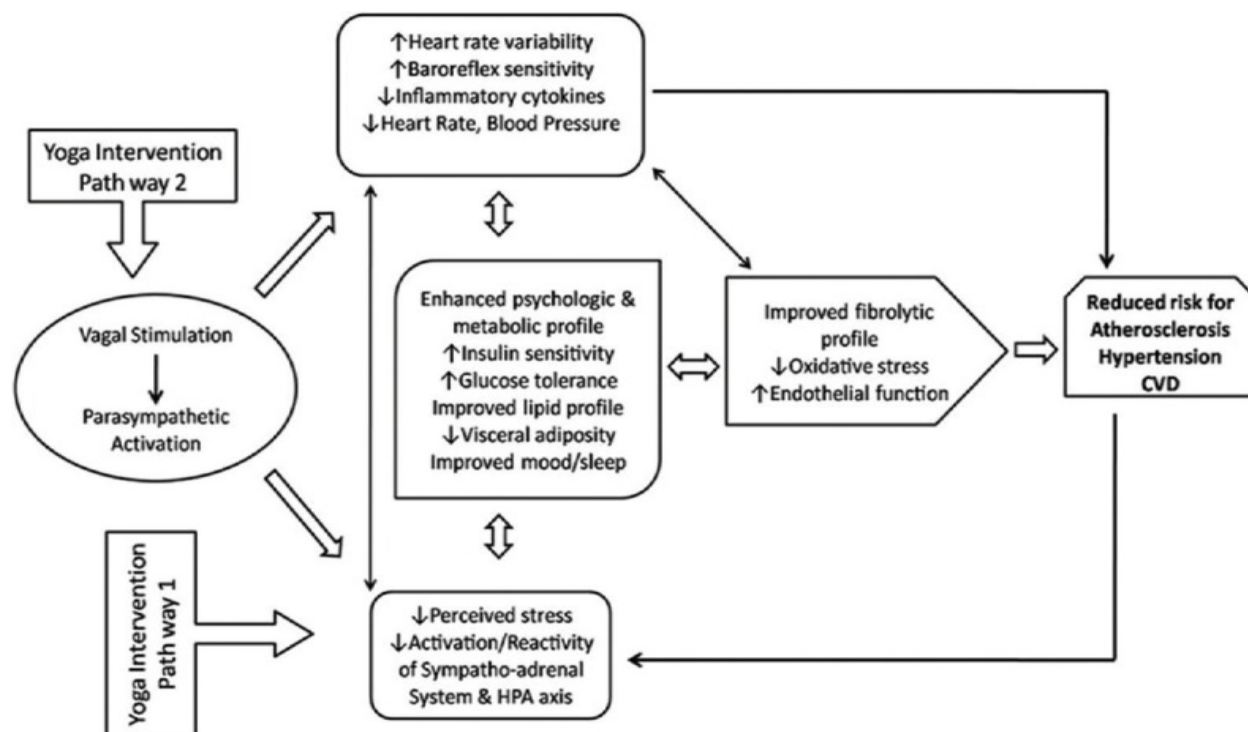 ↑Heart rate variability
↑Baroreflex sensitivity
↓Inflammatory cytokines
↓Heart Rate, Blood Pressure
Yoga Intervention
Path way 2
Vagal Stimulation
Parasympathetic
Activation
Enhanced psychologic &
metabolic profile
↑Insulin sensitivity
↑Glucose tolerance
Improved lipid profile
↓Visceral adiposity
Improved mood/sleep
Improved fibrolytic
profile
↓Oxidative stress
↑Endothelial function
Reduced risk for
Atherosclerosis
Hypertension
CVD
Yoga Intervention
Path way 1
↓Perceived stress
↓Activation/Reactivity
of Sympatho-adrenal
System & HPA axis